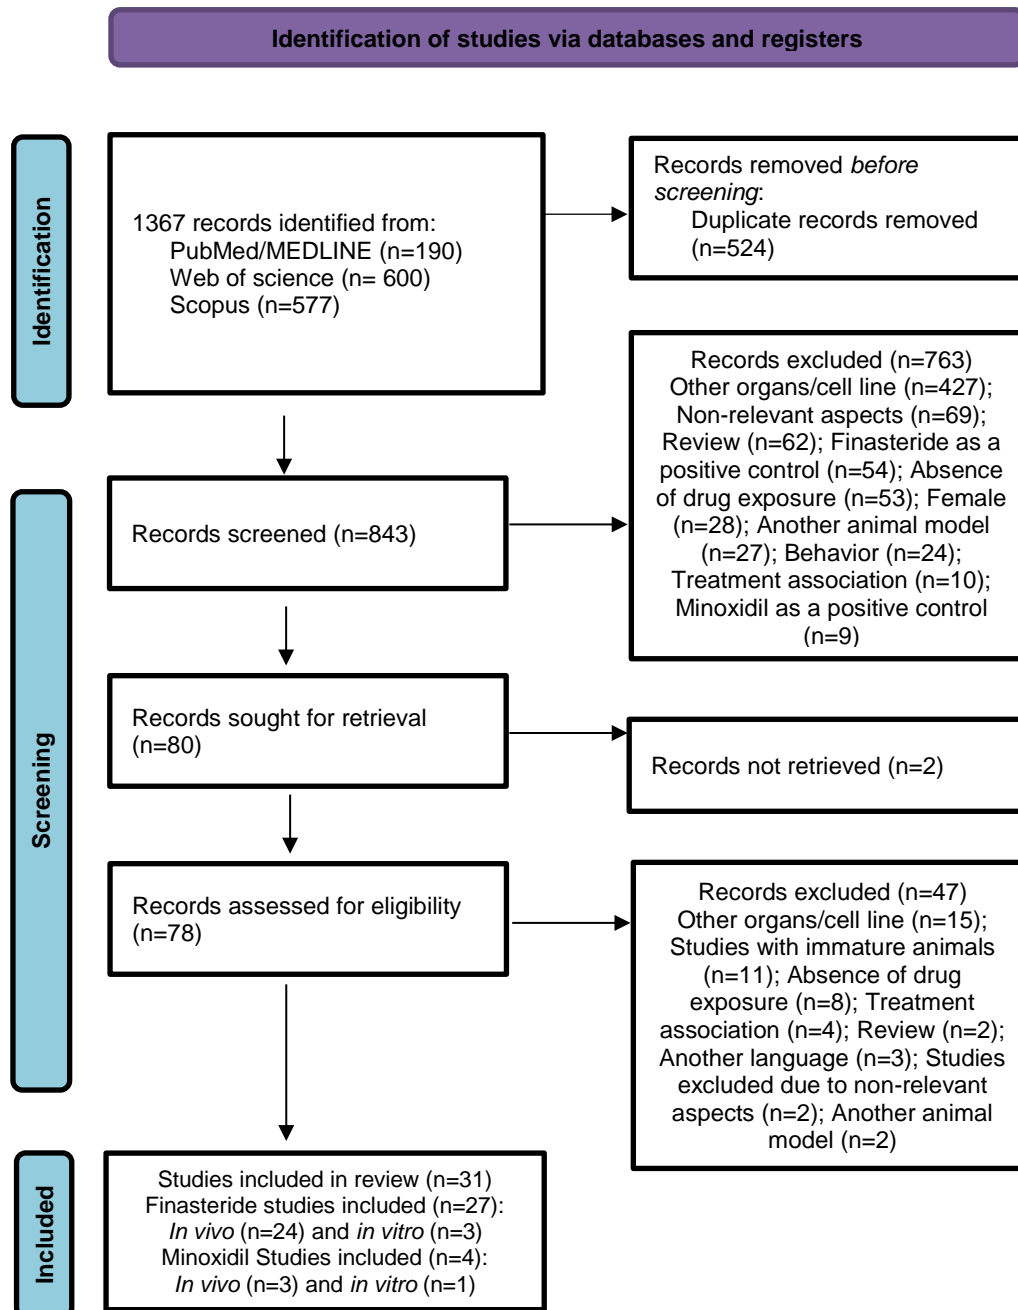 Identification of studies via databases and registers
Identification
1367 records identified from:
PubMed/MEDLINE (n=190)
Web of science (n= 600)
Scopus (n=577)
Records removed before
screening:
Duplicate records removed
(n=524)
Records excluded (n=763)
Other organs/cell line (n=427);
Non-relevant aspects (n=69);
Review (n=62); Finasteride as a
positive control (n=54); Absence
of drug exposure (n=53); Female
(n=28); Another animal model
(n=27); Behavior (n=24);
Treatment association (n=10);
Minoxidil as a positive control
(n=9)
Screening
Records screened (n=843)
Records sought for retrieval
(n=80)
Records not retrieved (n=2)
Records assessed for eligibility
(n=78)
Records excluded (n=47)
Other organs/cell line (n=15);
Studies with immature animals
(n=11); Absence of drug
exposure (n=8); Treatment
association (n=4); Review (n=2);
Another language (n=3); Studies
excluded due to non-relevant
aspects (n=2); Another animal
model (n=2)
Included
Studies included in review (n=31)
Finasteride studies included (n=27):
In vivo (n=24) and in vitro (n=3)
Minoxidil Studies included (n=4):
In vivo (n=3) and in vitro (n=1)